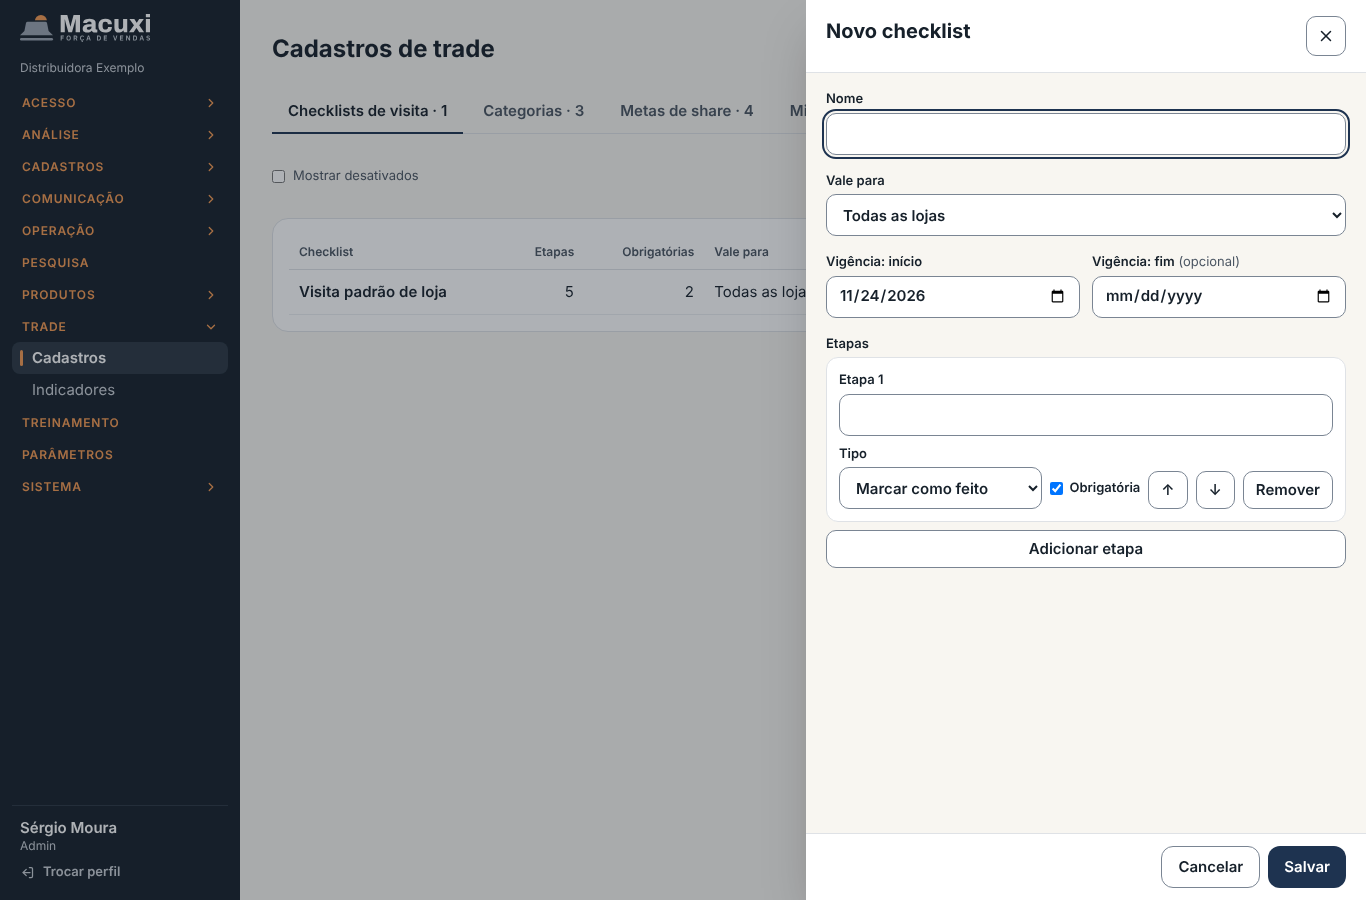 Macuxi
FORÇA DE VENDAS
Distribuidora Exemplo
ACESSO
ANÁLISE
CADASTROS
COMUNICAÇÃO
OPERAÇÃO
PESQUISA
PRODUTOS
TRADE
Cadastros
Indicadores
TREINAMENTO
PARÂMETROS
SISTEMA
Sérgio Moura
Admin
Trocar perfil
Cadastros de trade
Checklists de visita · 1 Categorias · 3 Metas de share · 4 Mi
Mostrar desativados
Checklist Etapas Obrigatórias Vale para
Visita padrão de loja 5 2 Todas as loja
Novo checklist
Nome
Vale para
Todas as lojas
Vigência: início Vigência: fim (opcional)
11/24/2026 mm/dd/yyyy
Etapas
Etapa 1
Tipo
Marcar como feito Obrigatória ↑ ↓ Remover
Adicionar etapa
Cancelar Salvar